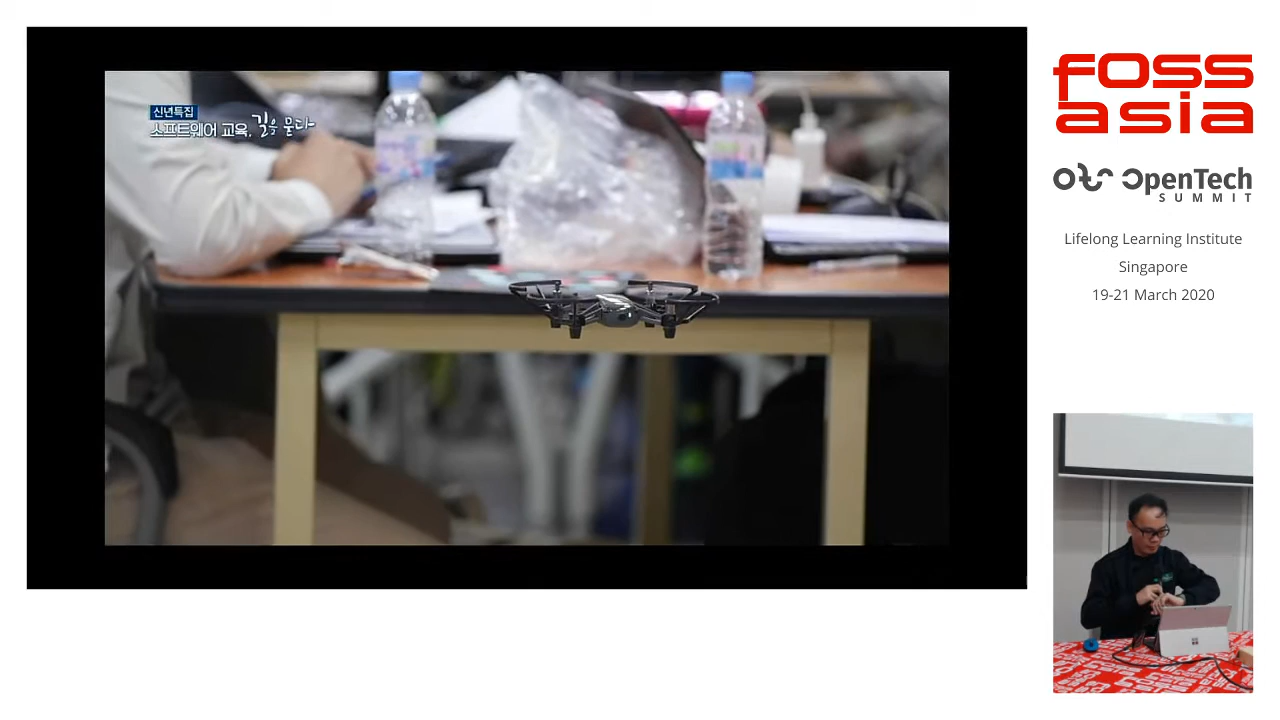 신년특집
소프트웨어 교육, 길을 묻다
fossasia
OpenTech
SUMMIT
Lifelong Learning Institute
Singapore
19-21 March 2020